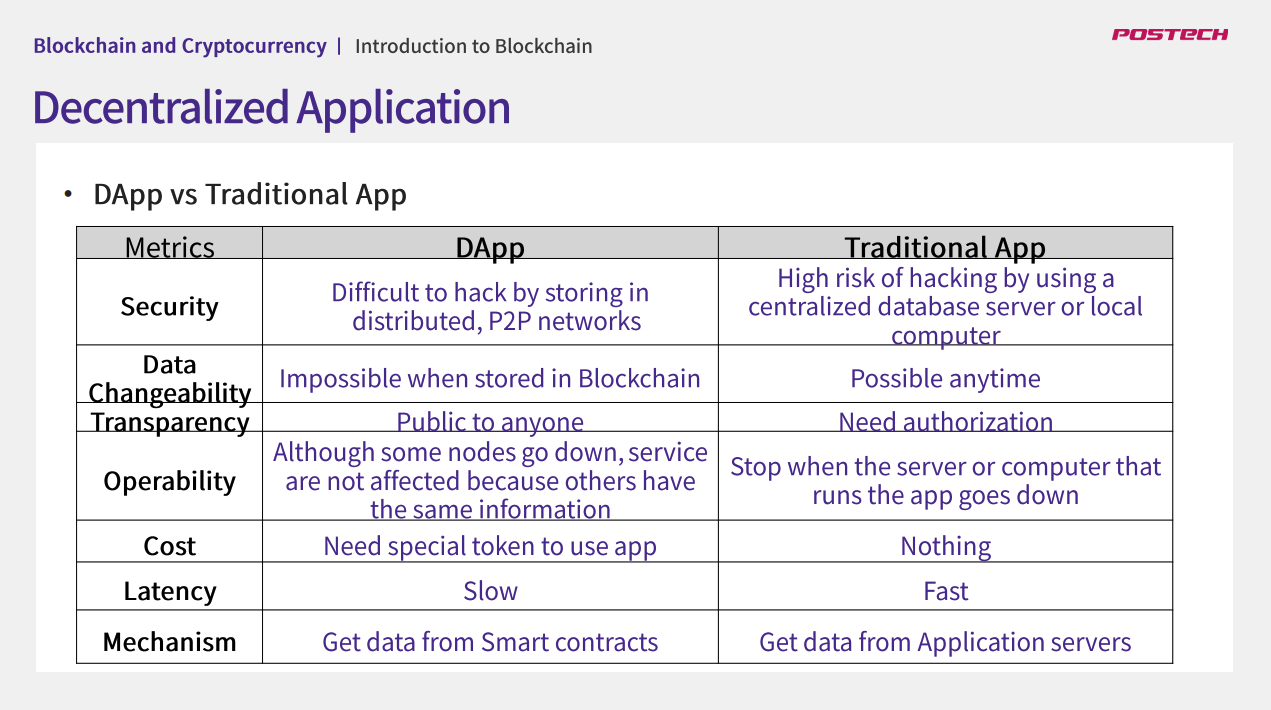 Blockchain and Cryptocurrency | Introduction to Blockchain
POSTECH
Decentralized Application
• DApp vs Traditional App
Metrics DApp Traditional App
Security
Difficult to hack by storing in
distributed, P2P networks
High risk of hacking by using a
centralized database server or local
computer
Data
Changeability
Impossible when stored in Blockchain
Possible anytime
Transparency
Public to anyone
Need authorization
Operability
Although some nodes go down, service
are not affected because others have
the same information
Stop when the server or computer that
runs the app goes down
Cost
Need special token to use app
Nothing
Latency
Slow
Fast
Mechanism
Get data from Smart contracts
Get data from Application servers